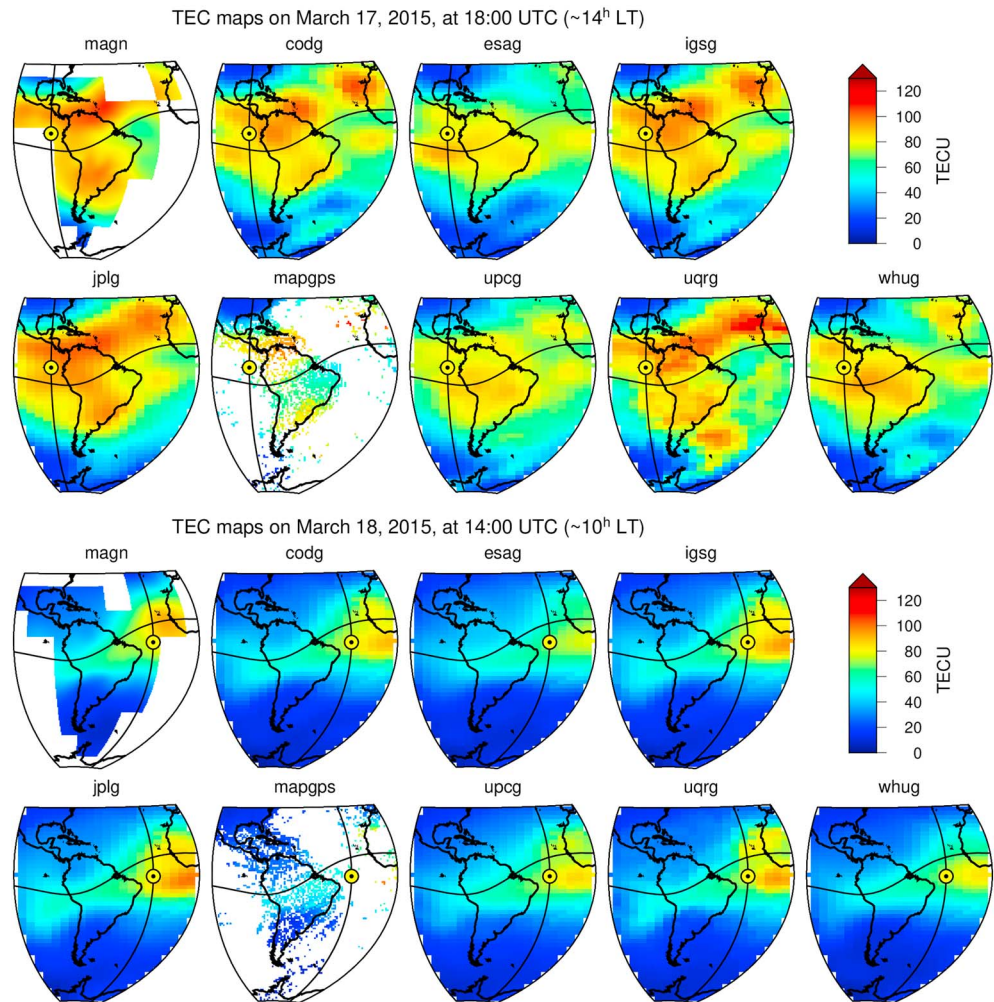 TEC maps on March 17, 2015, at 18:00 UTC (~14h LT)
magn codg esag igsg
120
100
80
60
40
20
0
TECU
jplg mapgps upcg uqrg whug
TEC maps on March 18, 2015, at 14:00 UTC (~10h LT)
magn codg esag igsg
120
100
80
60
40
20
0
TECU
jplg mapgps upcg uqrg whug